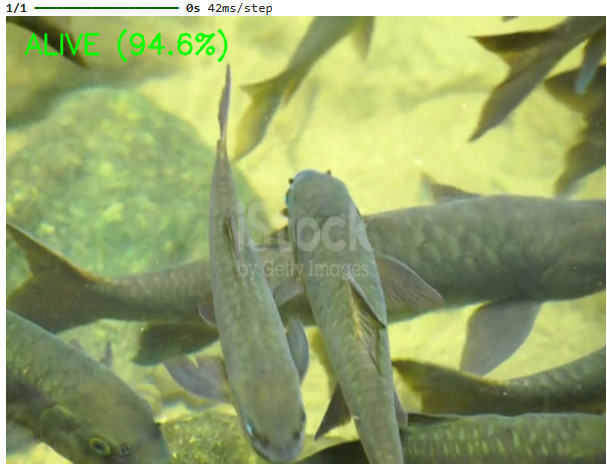 1/1 ━━━━━━━━━━━━━━━━━━━━ 0s 42ms/step
ALIVE (94.6%)
iStock
by Getty Images